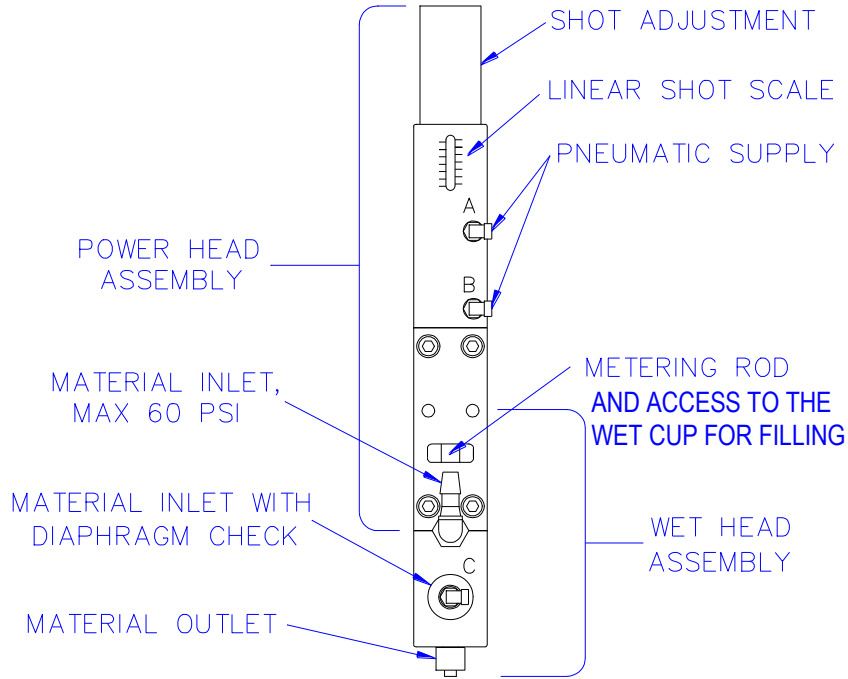 SHOT ADJUSTMENT
LINEAR SHOT SCALE
PNEUMATIC SUPPLY
A
B
POWER HEAD
ASSEMBLY
METERING ROD
AND ACCESS TO THE
WET CUP FOR FILLING
MATERIAL INLET,
MAX 60 PSI
MATERIAL INLET WITH
DIAPHRAGM CHECK
C
WET HEAD
ASSEMBLY
MATERIAL OUTLET